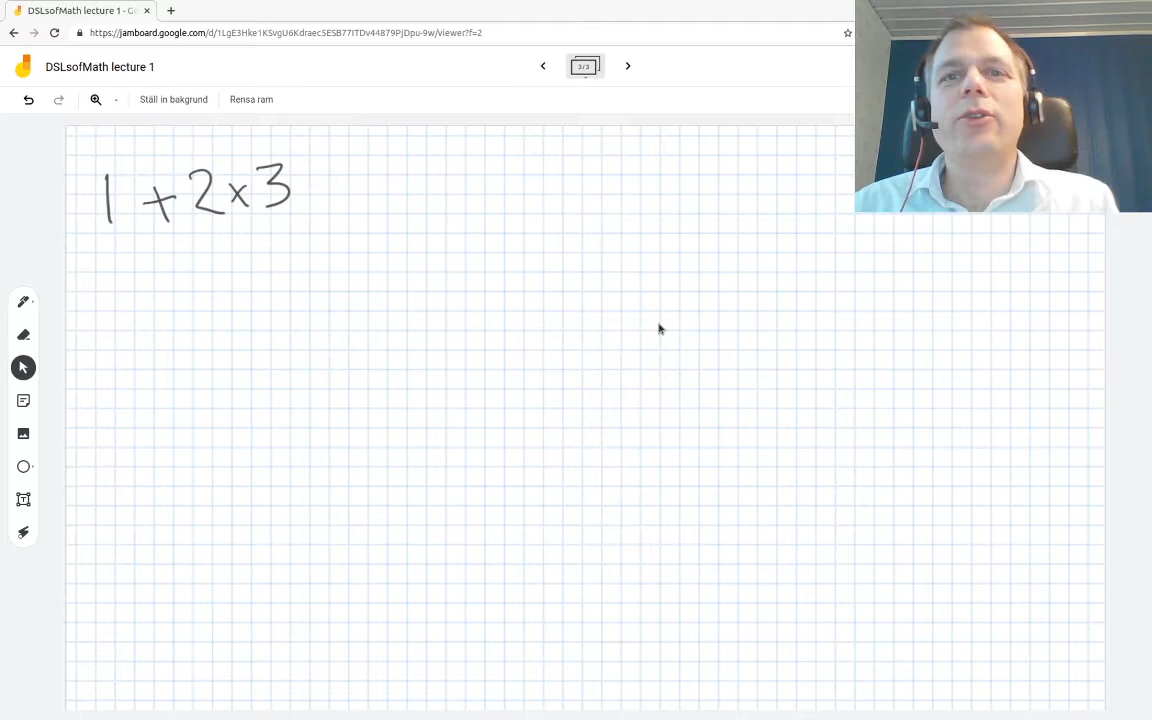 DSLsofMath lecture 1 - Go
https://jamboard.google.com/d/1LgE3Hke1KSvgU6Kdraec5ESB77ITDv44879PjDpu-9w/viewer?f=2
DSLsofMath lecture 1
3/3
Ställ in bakgrund
Rensa ram
1 + 2 x 3